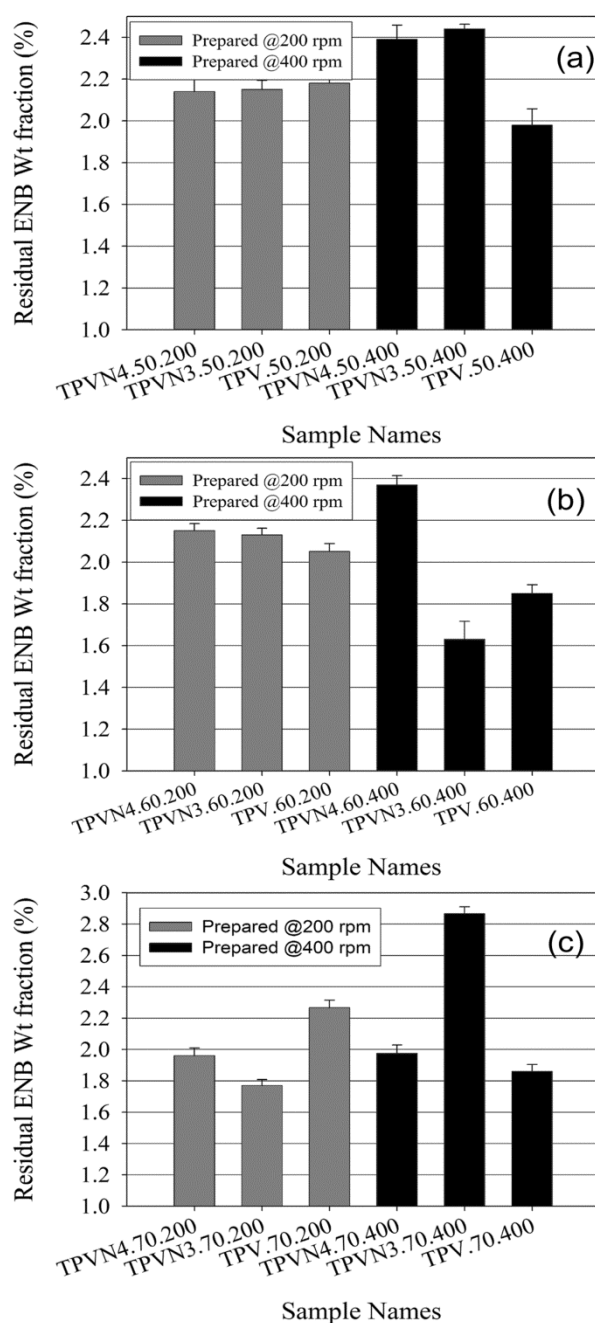 Residual ENB Wt fraction (%)
2.4
2.2
2.0
1.8
1.6
1.4
1.2
1.0
Prepared @200 rpm
Prepared @400 rpm
(a)
TPVN4.50.200
TPVN3.50.200
TPV.50.200
TPVN4.50.400
TPVN3.50.400
TPV.50.400
Sample Names
Residual ENB Wt fraction (%)
2.4
2.2
2.0
1.8
1.6
1.4
1.2
1.0
Prepared @200 rpm
Prepared @400 rpm
(b)
TPVN4.60.200
TPVN3.60.200
TPV.60.200
TPVN4.60.400
TPVN3.60.400
TPV.60.400
Sample Names
Residual ENB Wt fraction (%)
3.0
2.8
2.6
2.4
2.2
2.0
1.8
1.6
1.4
1.2
1.0
Prepared @200 rpm
Prepared @400 rpm
(c)
TPVN4.70.200
TPVN3.70.200
TPV.70.200
TPVN4.70.400
TPVN3.70.400
TPV.70.400
Sample Names